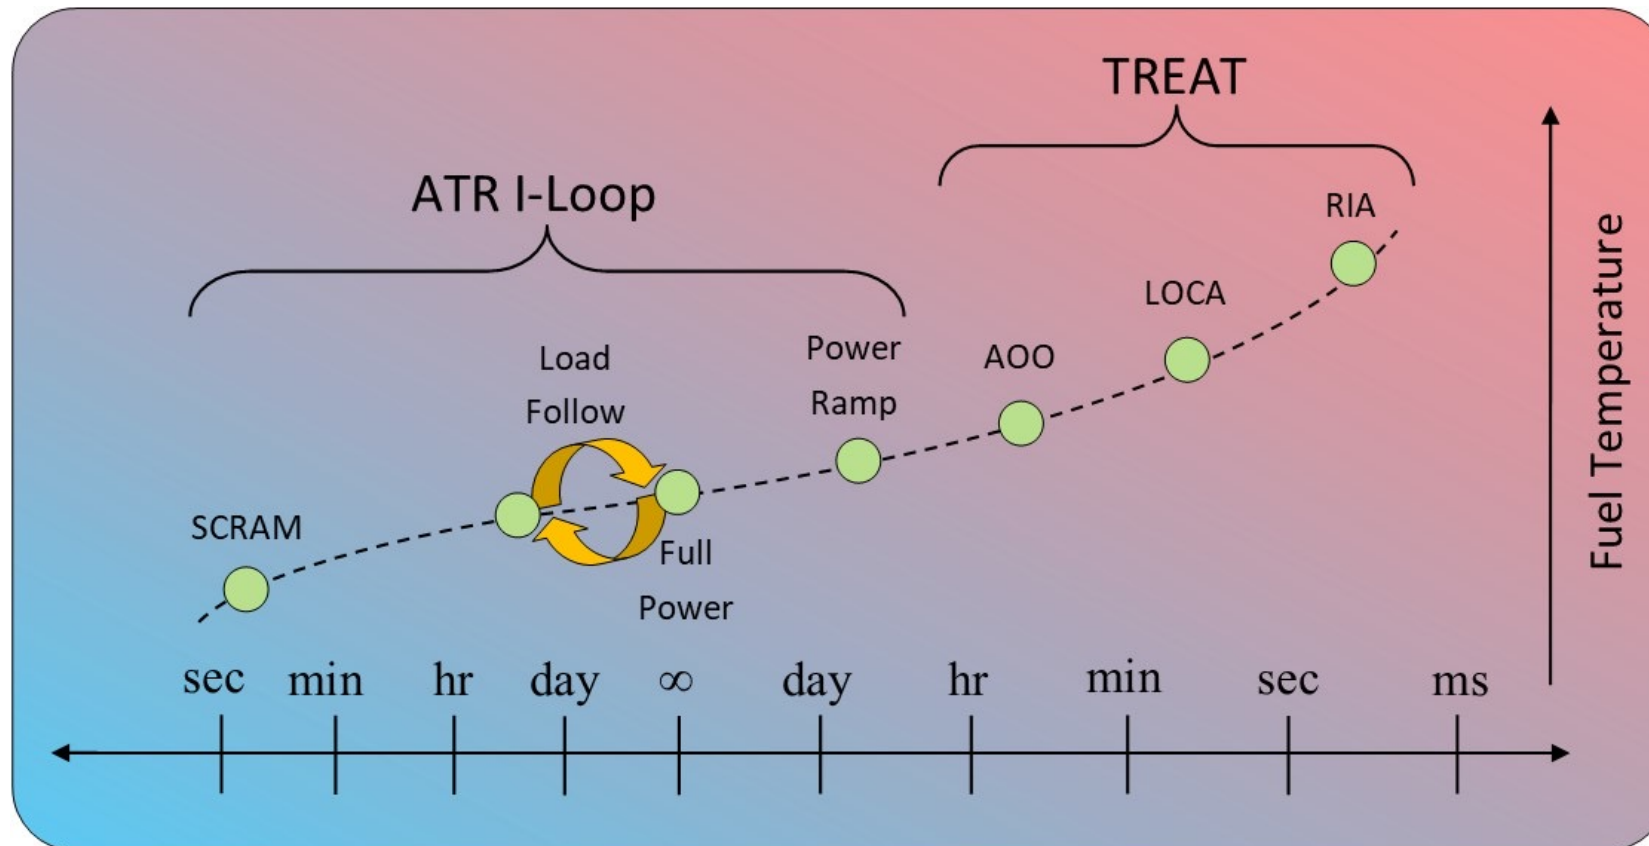 TREAT
ATR I-Loop
RIA
LOCA
Load
Follow
Power
Ramp
AOO
SCRAM
Full
Power
Fuel Temperature
sec min hr day ∞ day hr min sec ms